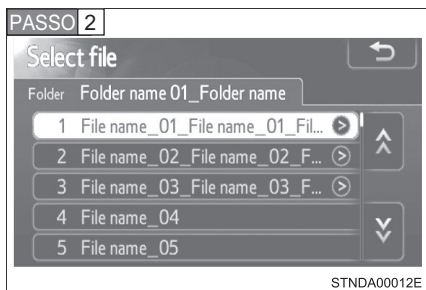 PASSO 2
Select file
Folder Folder name 01_Folder name
1 File name_01_File name_01_Fil...
2 File name_02_File name_02_F...
3 File name_03_File name_03_F...
4 File name_04
5 File name_05
STNDA00012E